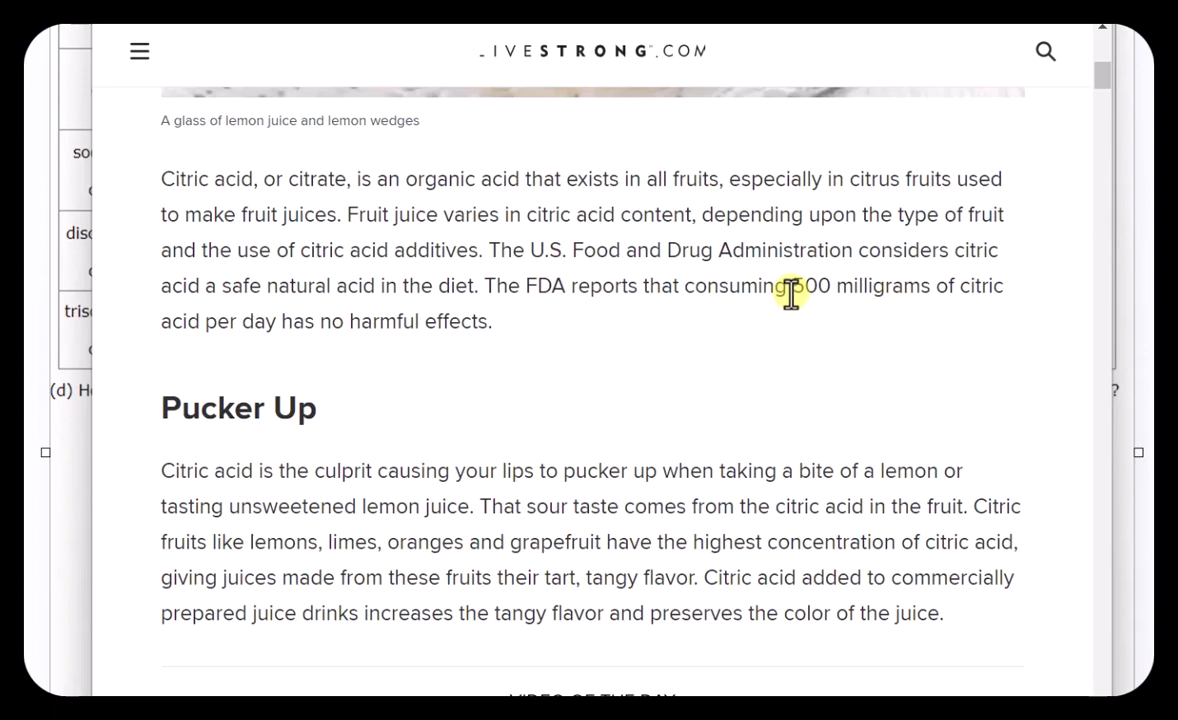 LIVESTRONG.COM
A glass of lemon juice and lemon wedges
Citric acid, or citrate, is an organic acid that exists in all fruits, especially in citrus fruits used
to make fruit juices. Fruit juice varies in citric acid content, depending upon the type of fruit
and the use of citric acid additives. The U.S. Food and Drug Administration considers citric
acid a safe natural acid in the diet. The FDA reports that consuming 500 milligrams of citric
acid per day has no harmful effects.
(d)
Pucker Up
Citric acid is the culprit causing your lips to pucker up when taking a bite of a lemon or
tasting unsweetened lemon juice. That sour taste comes from the citric acid in the fruit. Citric
fruits like lemons, limes, oranges and grapefruit have the highest concentration of citric acid,
giving juices made from these fruits their tart, tangy flavor. Citric acid added to commercially
prepared juice drinks increases the tangy flavor and preserves the color of the juice.
VIDEO OF THE DAY